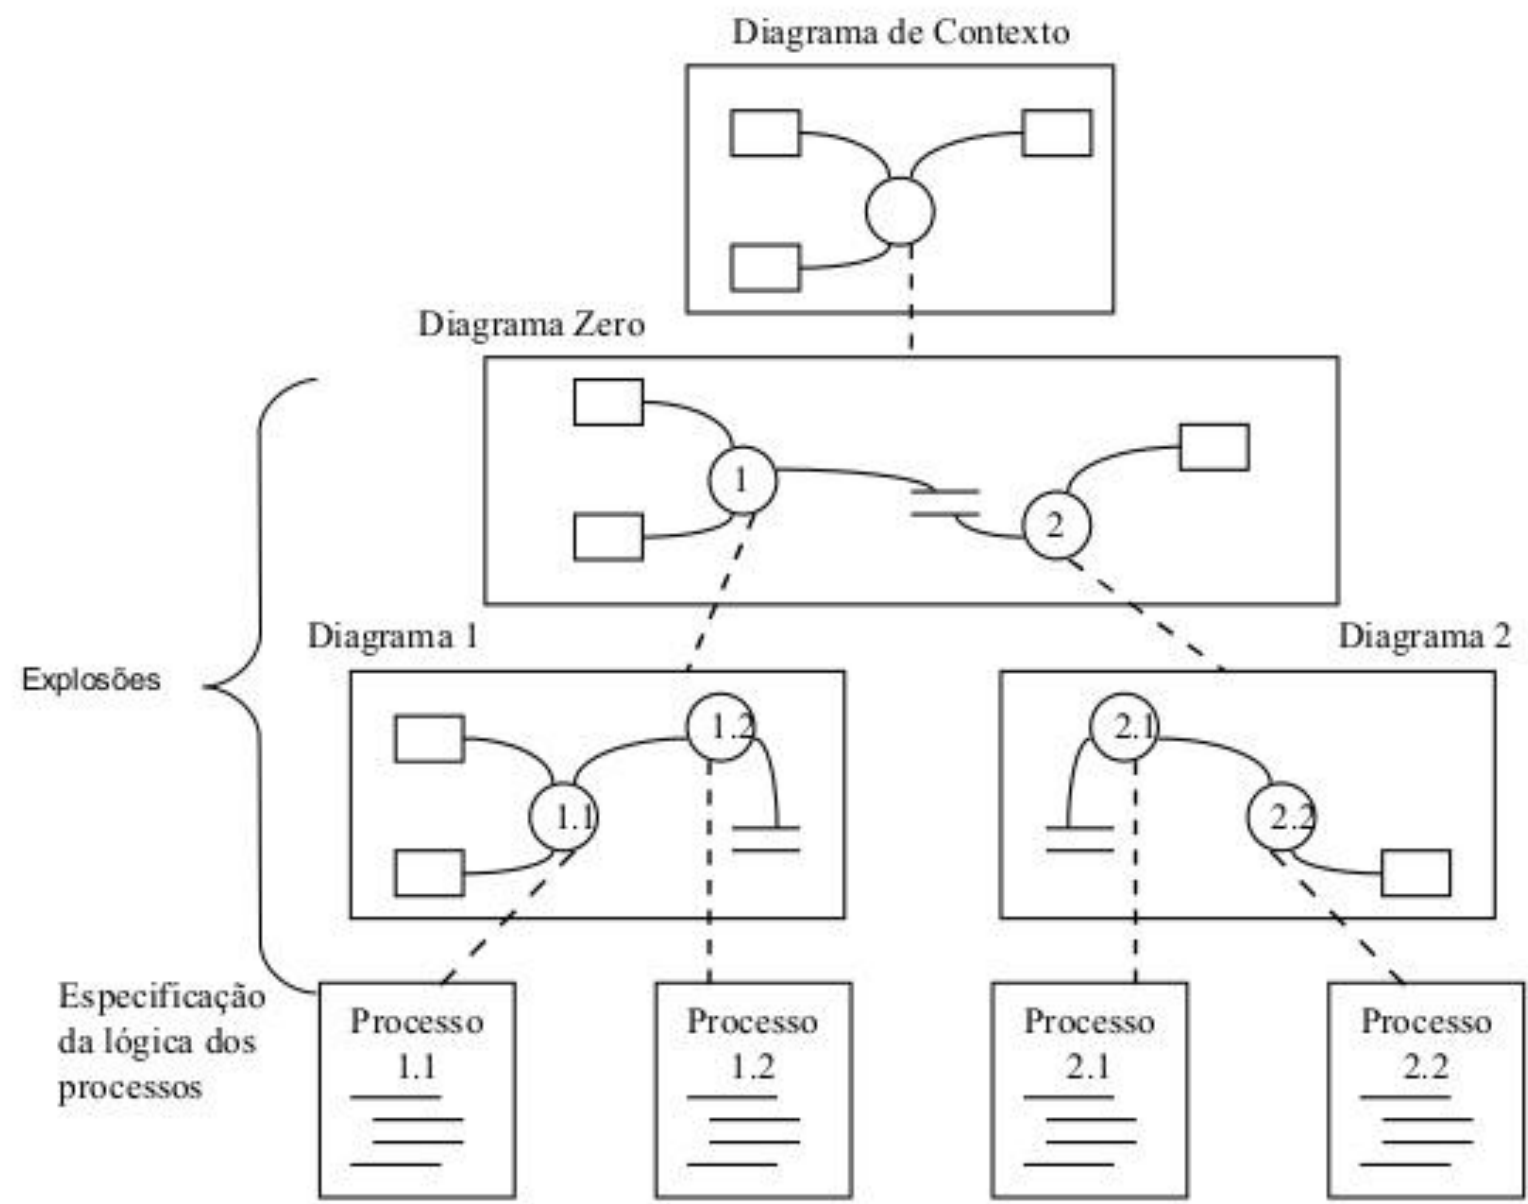 Diagrama de Contexto
Diagrama Zero
1
2
Diagrama 1
Diagrama 2
Explosões
1.2
2.1
1.1
2.2
Especificação
da lógica dos
processos
Processo
1.1
Processo
1.2
Processo
2.1
Processo
2.2